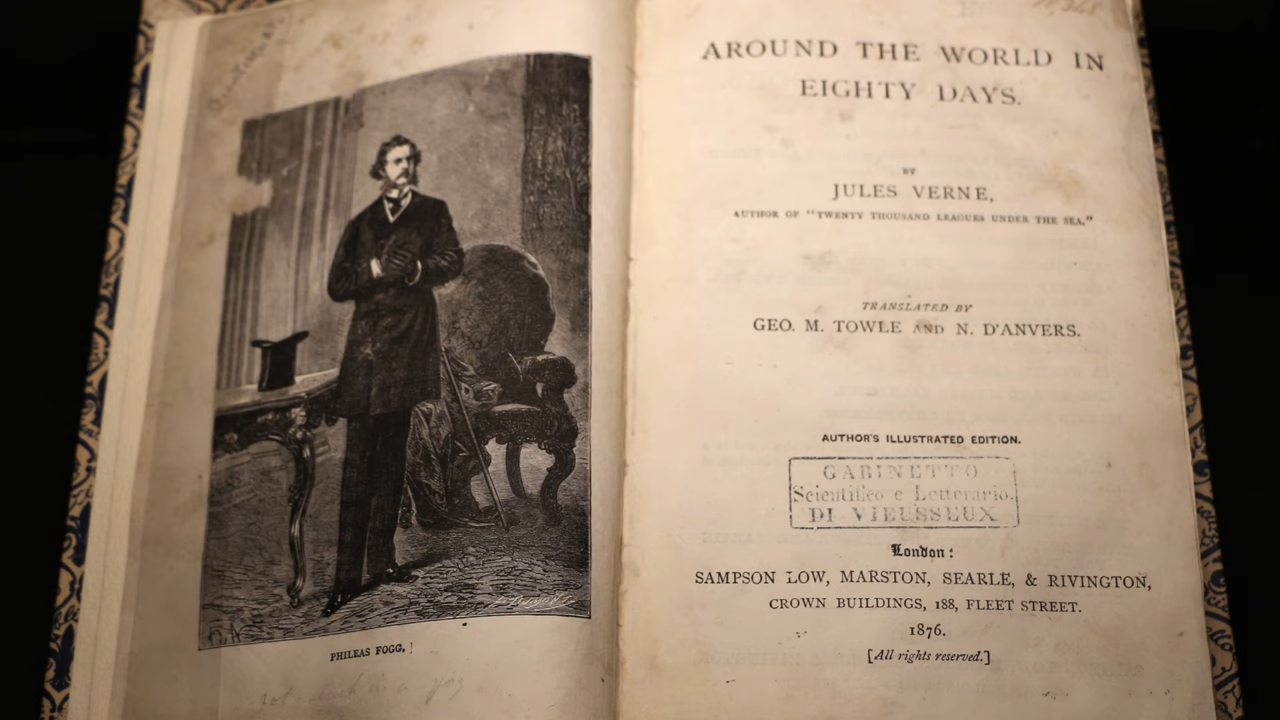 PHILEAS FOGG.
AROUND THE WORLD IN
EIGHTY DAYS.
BY
JULES VERNE,
AUTHOR OF "TWENTY THOUSAND LEAGUES UNDER THE SEA."
TRANSLATED BY
GEO. M. TOWLE AND N. D'ANVERS.
AUTHOR'S ILLUSTRATED EDITION.
GABINETTO
Scientifico e Letterario.
DI VIEUSSEUX
London:
SAMPSON LOW, MARSTON, SEARLE, & RIVINGTON,
CROWN BUILDINGS, 188, FLEET STREET.
1876.
[All rights reserved.]